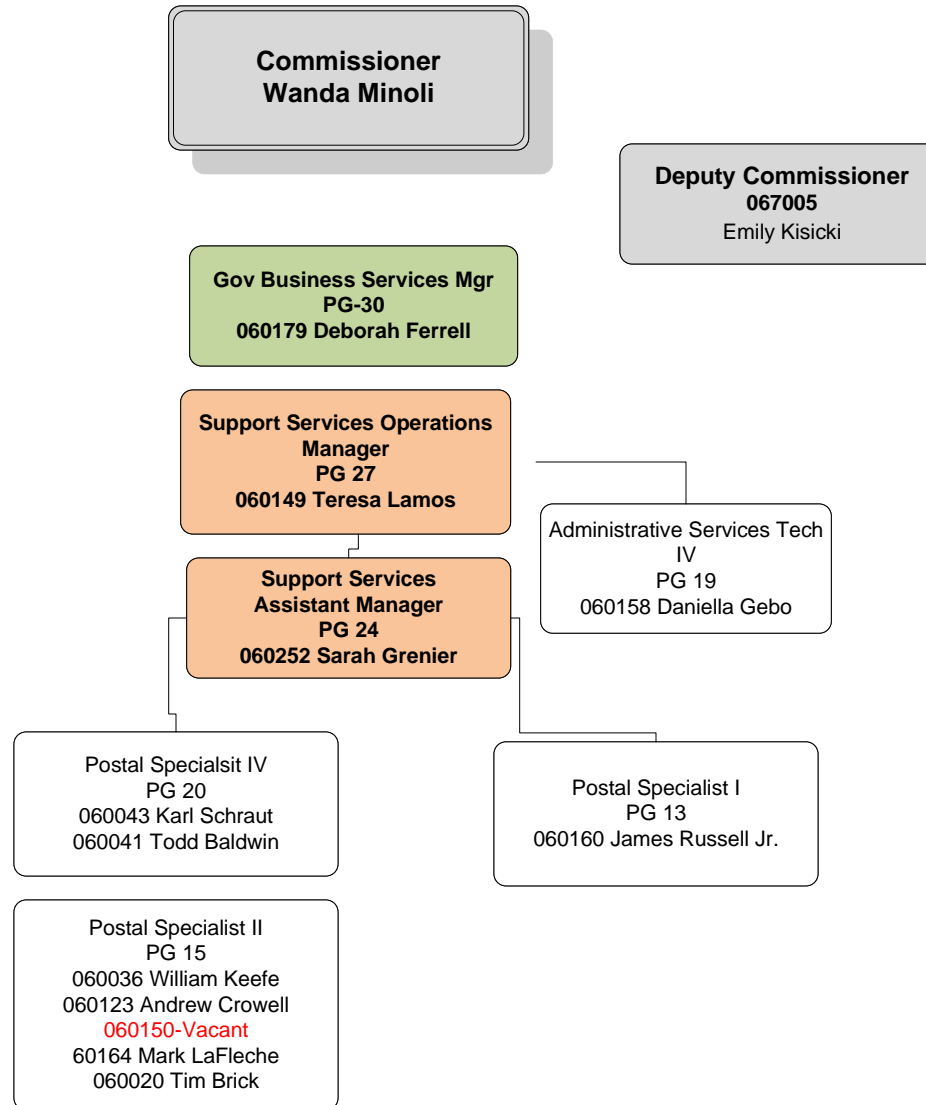 Commissioner
Wanda Minoli
Deputy Commissioner
067005
Emily Kisicki
Gov Business Services Mgr
PG-30
060179 Deborah Ferrell
Support Services Operations
Manager
PG 27
060149 Teresa Lamos
Administrative Services Tech
IV
PG 19
060158 Daniella Gebo
Support Services
Assistant Manager
PG 24
060252 Sarah Grenier
Postal Specialsit IV
PG 20
060043 Karl Schraut
060041 Todd Baldwin
Postal Specialist I
PG 13
060160 James Russell Jr.
Postal Specialist II
PG 15
060036 William Keefe
060123 Andrew Crowell
060150-Vacant
60164 Mark LaFleche
060020 Tim Brick